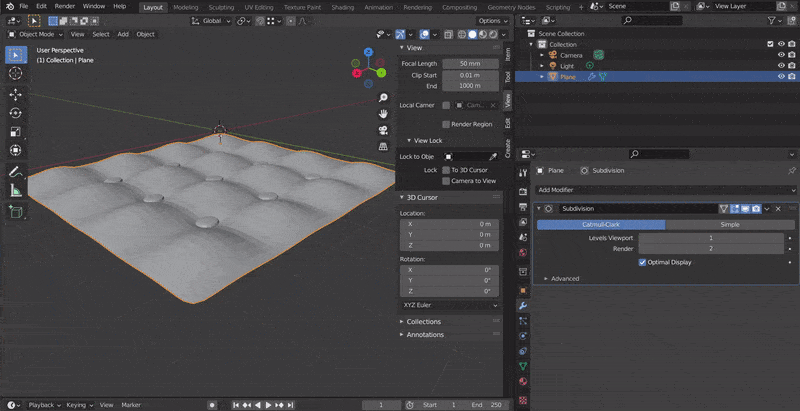 File Edit Render Window Help Layout Modeling Sculpting UV Editing Texture Paint Shading Animation Rendering Compositing Geometry Nodes Scripting Scene View Layer
Global Options
Object Mode View Select Add Object
User Perspective
(1) Collection | Plane
View
Focal Length 50 mm
Clip Start 0.01 m
End 1000 m
Local Camer Cam...
Render Region
View Lock
Lock to Obje
Lock To 3D Cursor
Camera to View
3D Cursor
Location:
X 0 m
Y 0 m
Z 0 m
Rotation:
X 0°
Y 0°
Z 0°
XYZ Euler
Collections
Annotations
Item
Tool
View
Edit
Create
Scene Collection
Collection
Camera
Light
Plane
Plane Subdivision
Add Modifier
Subdivision
Catmull-Clark Simple
Levels Viewport 1
Render 2
Optimal Display
Advanced
Playback Keying View Marker 1 Start 1 End 250